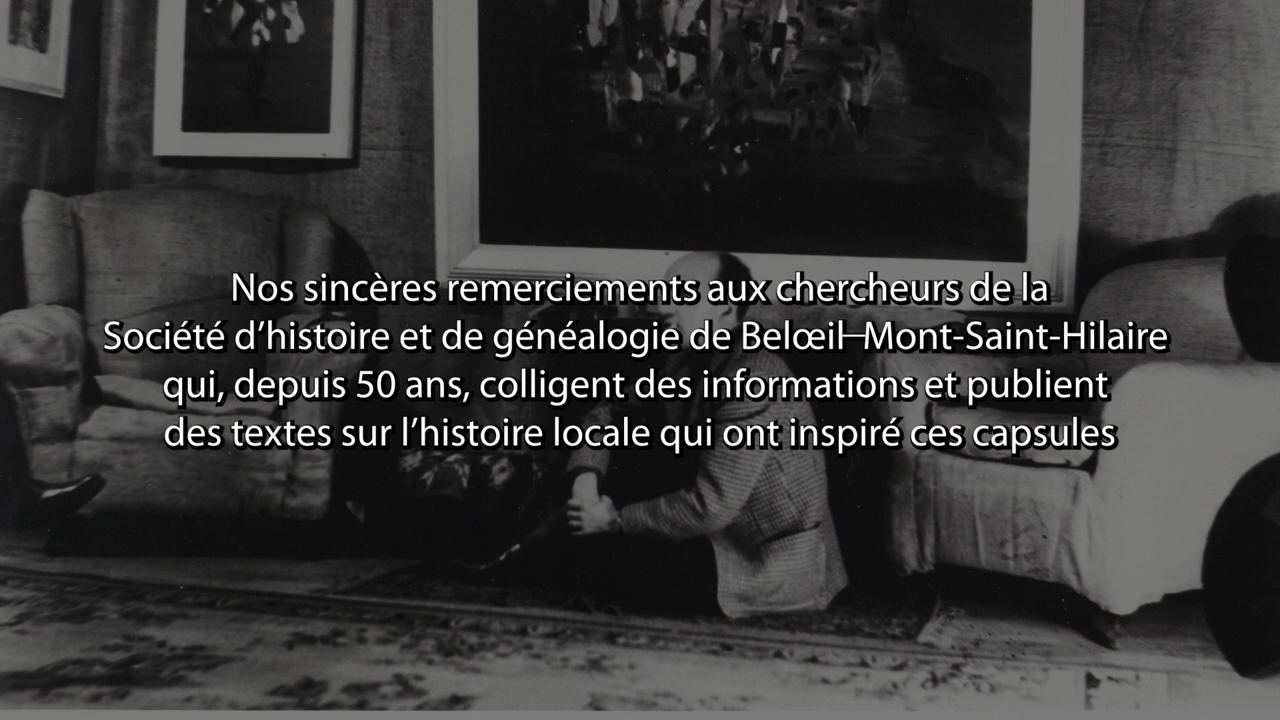 Nos sincères remerciements aux chercheurs de la
Société d’histoire et de généalogie de Belœil—Mont-Saint-Hilaire
qui, depuis 50 ans, colligent des informations et publient
des textes sur l’histoire locale qui ont inspiré ces capsules